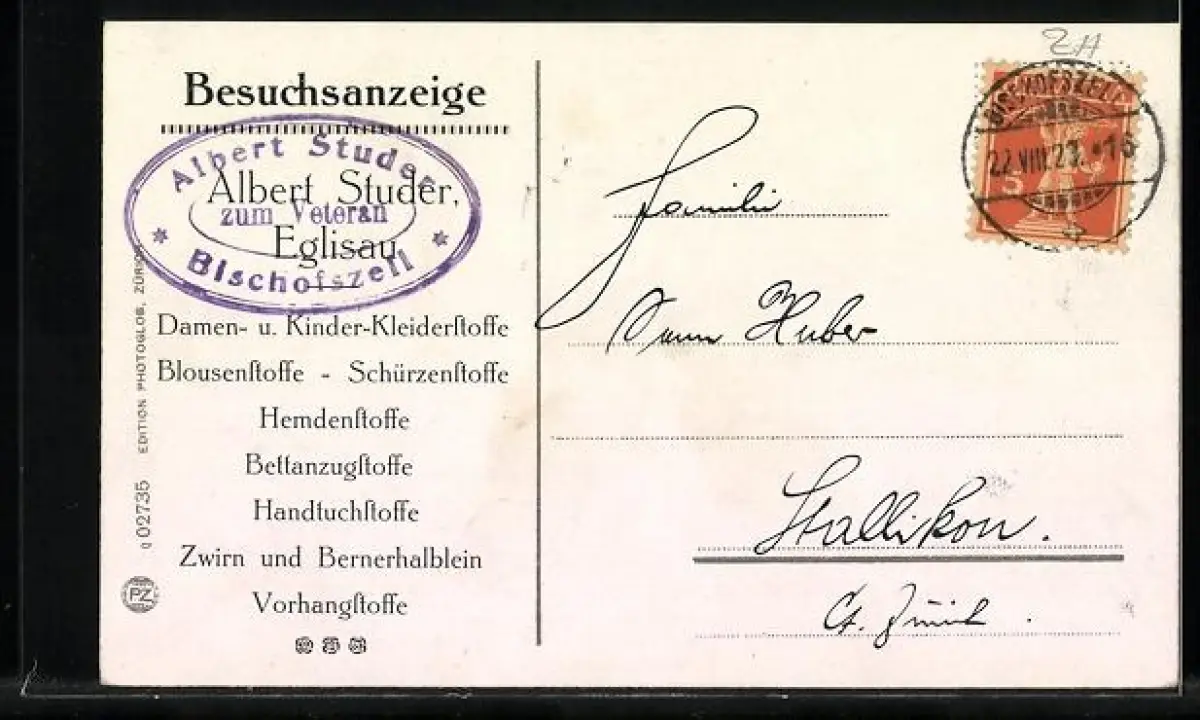 ZH
Besuchsanzeige
Albert Studer
zum Veteran
Bischofszell
Albert Studer,
Eglisau
Damen- u. Kinder-Kleiderſtoffe
Blousenſtoffe - Schürzenſtoffe
Hemdenſtoffe
Bettanzugſtoffe
Handtuchſtoffe
Zwirn und Bernerhalblein
Vorhangſtoffe
Q 02735 EDITION PHOTOGLOB, ZÜRICH
PZ
BISCHOFSZELL
22.VIII.23.
Familie
Huber
Stallikon.
Ct. Zürich.